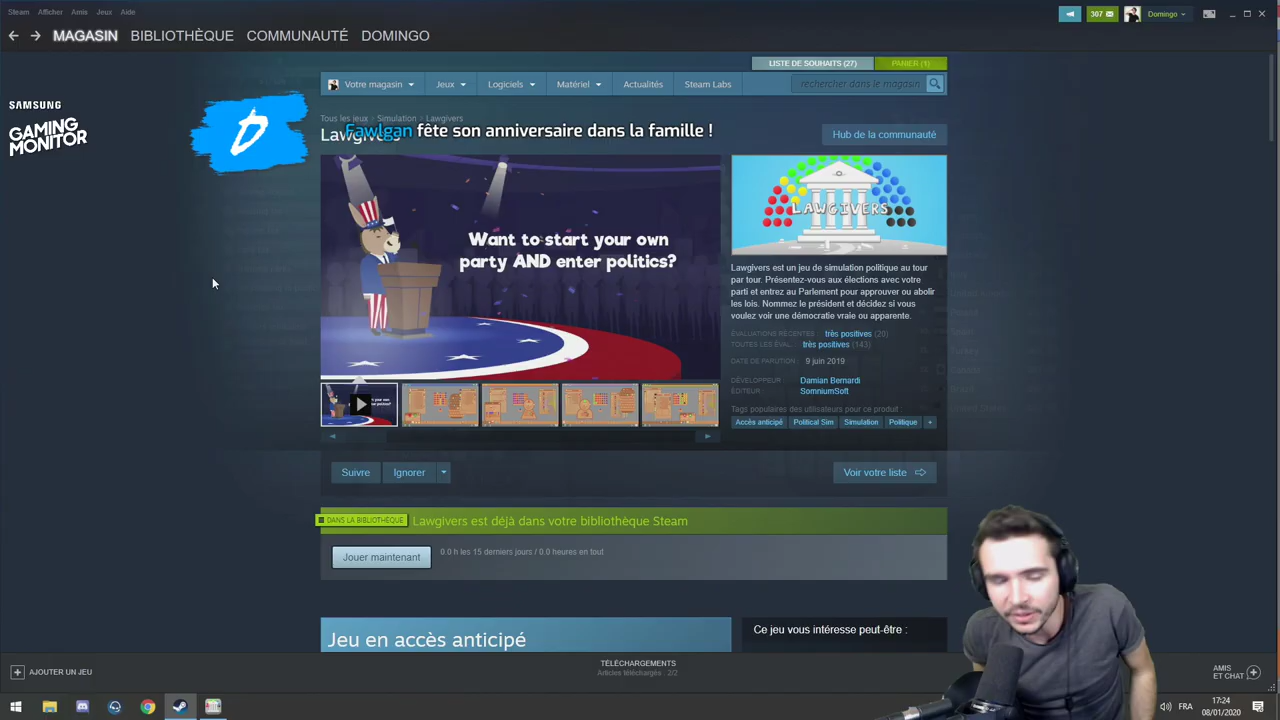 Steam Afficher Amis Jeux Aide
307 Domingo
MAGASIN BIBLIOTHÈQUE COMMUNAUTÉ DOMINGO
LISTE DE SOUHAITS (27) PANIER (1)
Votre magasin Jeux Logiciels Matériel Actualités Steam Labs rechercher dans le magasin
SAMSUNG
GAMING
MONITOR
D
Tous les jeux > Simulation > Lawgivers
Lawgivers
Fawlgan fête son anniversaire dans la famille !
Hub de la communauté
Want to start your own
party AND enter politics?
LAWGIVERS
Lawgivers est un jeu de simulation politique au tour
par tour. Présentez-vous aux élections avec votre
parti et entrez au Parlement pour approuver ou abolir
les lois. Nommez le président et décidez si vous
voulez voir une démocratie vraie ou apparente.
ÉVALUATIONS RÉCENTES : très positives (20)
TOUTES LES ÉVAL. : très positives (143)
DATE DE PARUTION : 9 juin 2019
DÉVELOPPEUR : Damian Bernardi
ÉDITEUR : SomniumSoft
Tags populaires des utilisateurs pour ce produit :
Accès anticipé Political Sim Simulation Politique +
Suivre Ignorer Voir votre liste
DANS LA BIBLIOTHÈQUE Lawgivers est déjà dans votre bibliothèque Steam
Jouer maintenant 0.0 h les 15 derniers jours / 0.0 heures en tout
Jeu en accès anticipé
Ce jeu vous intéresse peut-être :
AJOUTER UN JEU
TÉLÉCHARGEMENTS
Articles téléchargés : 2/2
AMIS
ET CHAT
FRA
17:24
08/01/2020